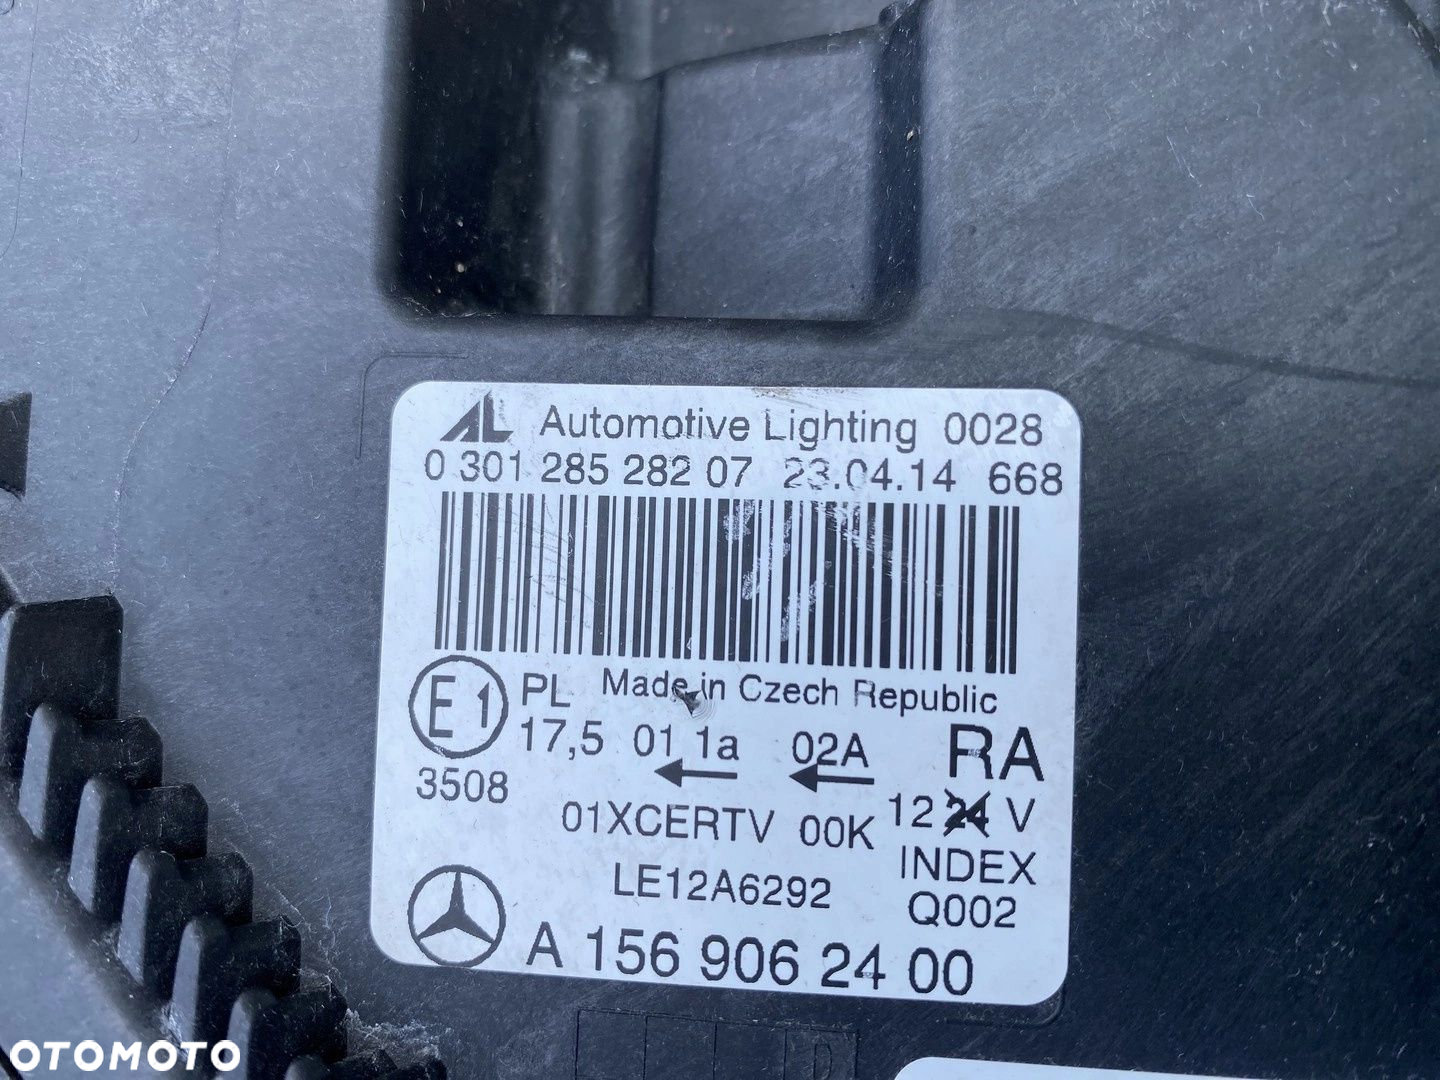 AL Automotive Lighting 0028
0 301 285 282 07 23.04.14 668
Made in Czech Republic
E1 PL
17,5 01 1a 02A RA
3508
01XCERTV 00K 12 24 V
LE12A6292 INDEX
Q002
A 156 906 24 00
OTOMOTO